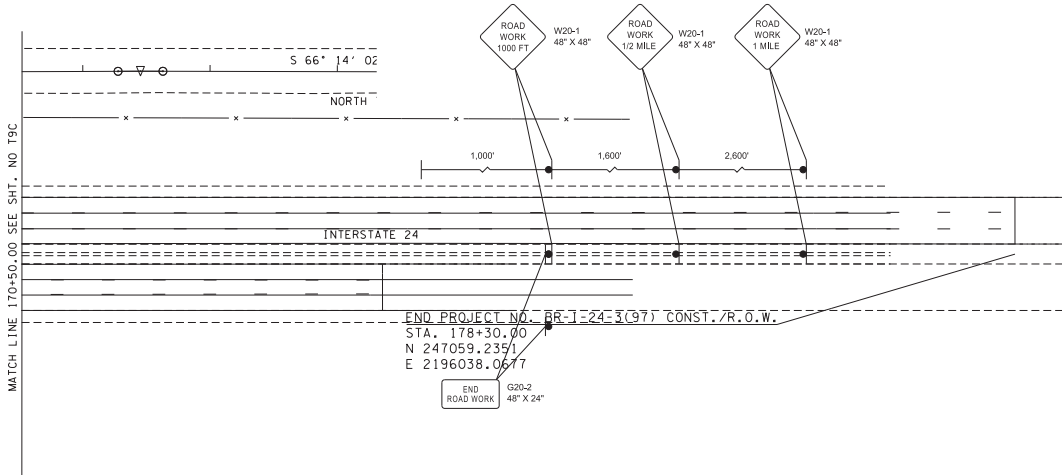 ROAD
WORK
1000 FT
W20-1
48" X 48"
ROAD
WORK
1/2 MILE
W20-1
48" X 48"
ROAD
WORK
1 MILE
W20-1
48" X 48"
S 66° 14' 02
NORTH
1,000'
1,600'
2,600'
MATCH LINE 170+50.00 SEE SHT. NO T9C
INTERSTATE 24
END PROJECT NO. BR-I-24-3(97) CONST./R.O.W.
STA. 178+30.00
N 247059.2351
E 2196038.0677
END
ROAD WORK
G20-2
48" X 24"